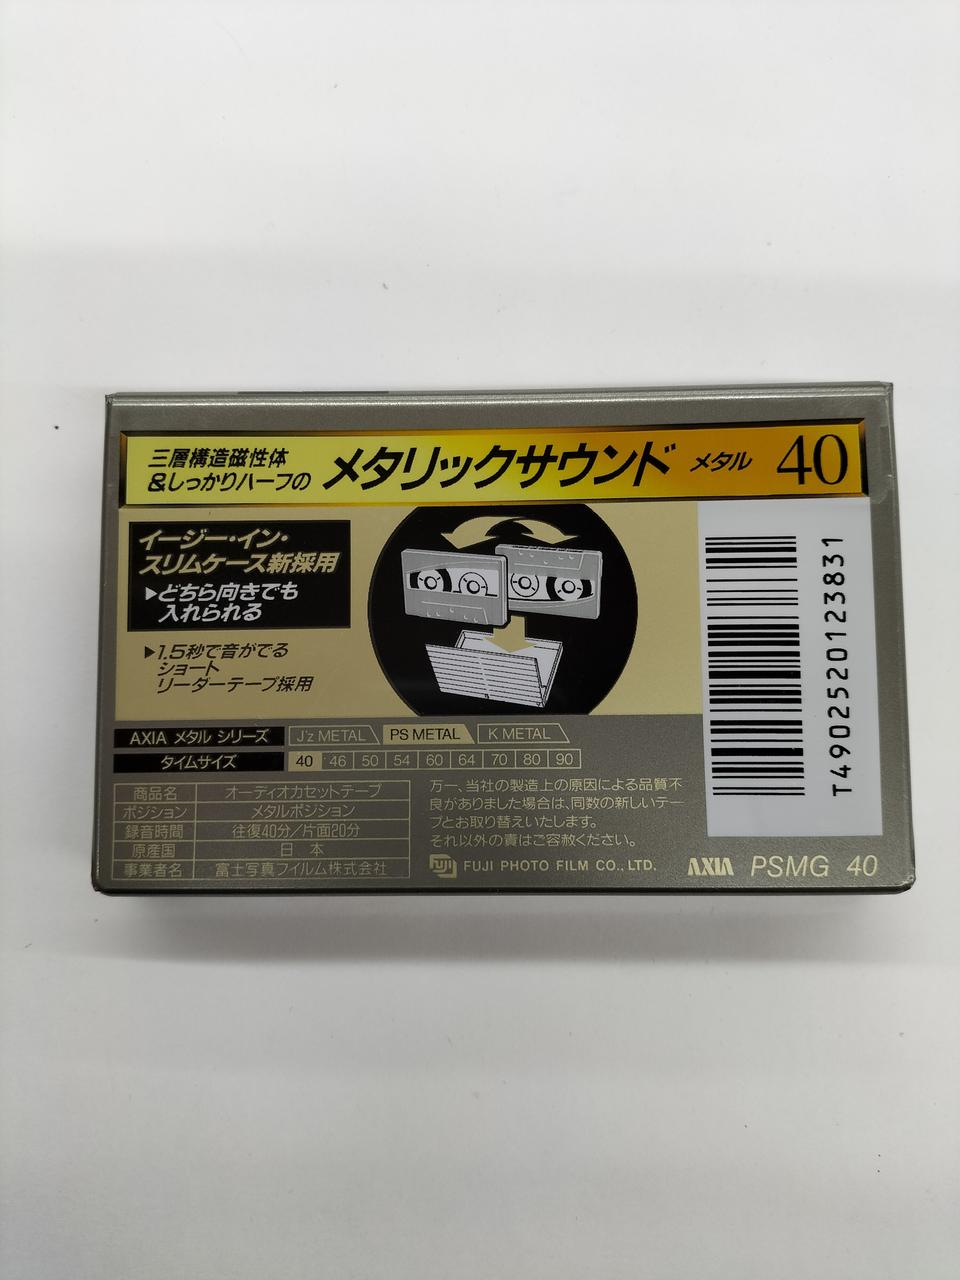 三層構造磁性体
&しっかりハーフの
メタリックサウンド メタル 40
イージー・イン・
スリムケース新採用
▶どちら向きでも
入れられる
▶1.5秒で音がでる
ショート
リーダーテープ採用
T4902520123831
AXIA メタル シリーズ J'z METAL PS METAL K METAL
タイムサイズ 40 46 50 54 60 64 70 80 90
商品名 オーディオカセットテープ
ポジション メタルポジション
録音時間 往復40分/片面20分
原産国 日本
事業者名 富士写真フイルム株式会社
万一、当社の製造上の原因による品質不
良がありました場合は、同数の新しいテー
プとお取り替えいたします。
それ以外の責はご容赦ください。
FUJI FUJI PHOTO FILM CO., LTD.
AXIA PSMG 40